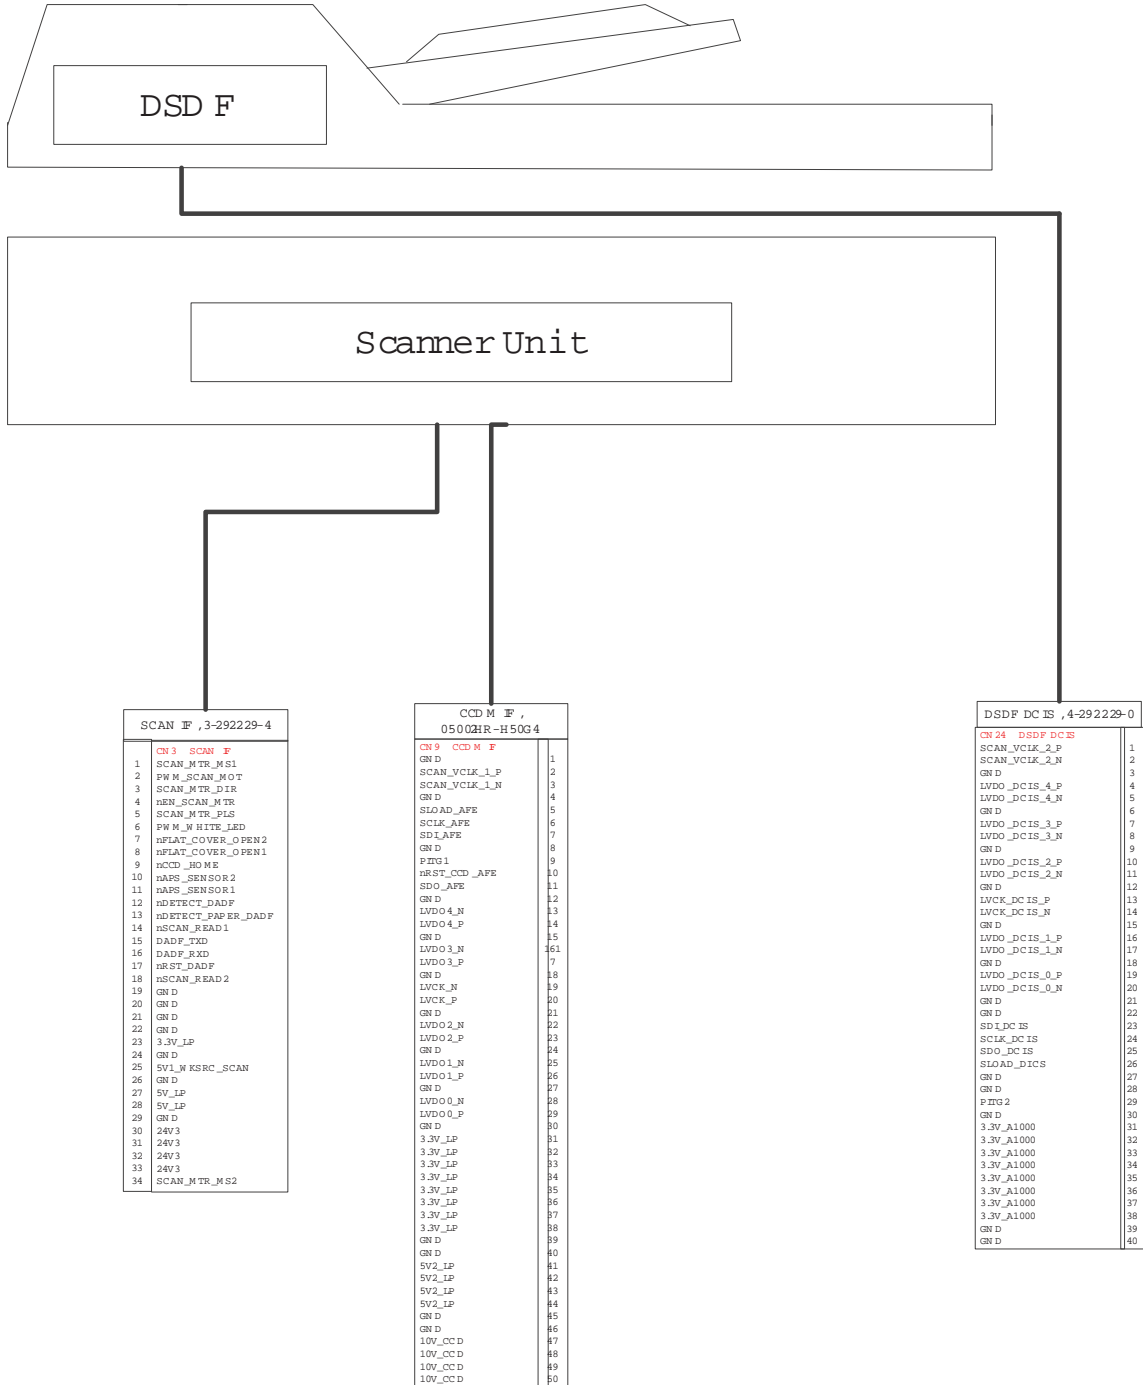 DSD F
Scanner Unit
SCAN IF ,3-292229-4
CN3 SCAN IF
1 SCAN_MTR_MS1
2 PWM_SCAN_MOT
3 SCAN_MTR_DIR
4 nEN_SCAN_MTR
5 SCAN_MTR_PLS
6 PWM_WHITE_LED
7 nFLAT_COVER_OPEN2
8 nFLAT_COVER_OPEN1
9 nCCD_HOME
10 nAPS_SENSOR2
11 nAPS_SENSOR1
12 nDETECT_DADF
13 nDETECT_PAPER_DADF
14 nSCAN_READ1
15 DADF_TXD
16 DADF_RXD
17 nRST_DADF
18 nSCAN_READ2
19 GND
20 GND
21 GND
22 GND
23 3.3V_LP
24 GND
25 5V1_WKSRC_SCAN
26 GND
27 5V_LP
28 5V_LP
29 GND
30 24V3
31 24V3
32 24V3
33 24V3
34 SCAN_MTR_MS2
CCDM IF ,
05002HR-H50G4
CN9 CCDM IF
GND 1
SCAN_VCLK_1_P 2
SCAN_VCLK_1_N 3
GND 4
SLOAD_AFE 5
SCLK_AFE 6
SDI_AFE 7
GND 8
PITG1 9
nRST_CCD_AFE 10
SDO_AFE 11
GND 12
LVDO4_N 13
LVDO4_P 14
GND 15
LVDO3_N 161
LVDO3_P 7
GND 18
LVCK_N 19
LVCK_P 20
GND 21
LVDO2_N 22
LVDO2_P 23
GND 24
LVDO1_N 25
LVDO1_P 26
GND 27
LVDO0_N 28
LVDO0_P 29
GND 30
3.3V_LP 31
3.3V_LP 32
3.3V_LP 33
3.3V_LP 34
3.3V_LP 35
3.3V_LP 36
3.3V_LP 37
3.3V_LP 38
GND 39
GND 40
5V2_LP 41
5V2_LP 42
5V2_LP 43
5V2_LP 44
GND 45
GND 46
10V_CCD 47
10V_CCD 48
10V_CCD 49
10V_CCD 50
DSDF DCIS ,4-292229-0
CN24 DSDF DCIS
SCAN_VCLK_2_P 1
SCAN_VCLK_2_N 2
GND 3
LVDO_DCIS_4_P 4
LVDO_DCIS_4_N 5
GND 6
LVDO_DCIS_3_P 7
LVDO_DCIS_3_N 8
GND 9
LVDO_DCIS_2_P 10
LVDO_DCIS_2_N 11
GND 12
LVCK_DCIS_P 13
LVCK_DCIS_N 14
GND 15
LVDO_DCIS_1_P 16
LVDO_DCIS_1_N 17
GND 18
LVDO_DCIS_0_P 19
LVDO_DCIS_0_N 20
GND 21
GND 22
SDI_DCIS 23
SCLK_DCIS 24
SDO_DCIS 25
SLOAD_DICS 26
GND 27
GND 28
PITG2 29
GND 30
3.3V_A1000 31
3.3V_A1000 32
3.3V_A1000 33
3.3V_A1000 34
3.3V_A1000 35
3.3V_A1000 36
3.3V_A1000 37
3.3V_A1000 38
GND 39
GND 40